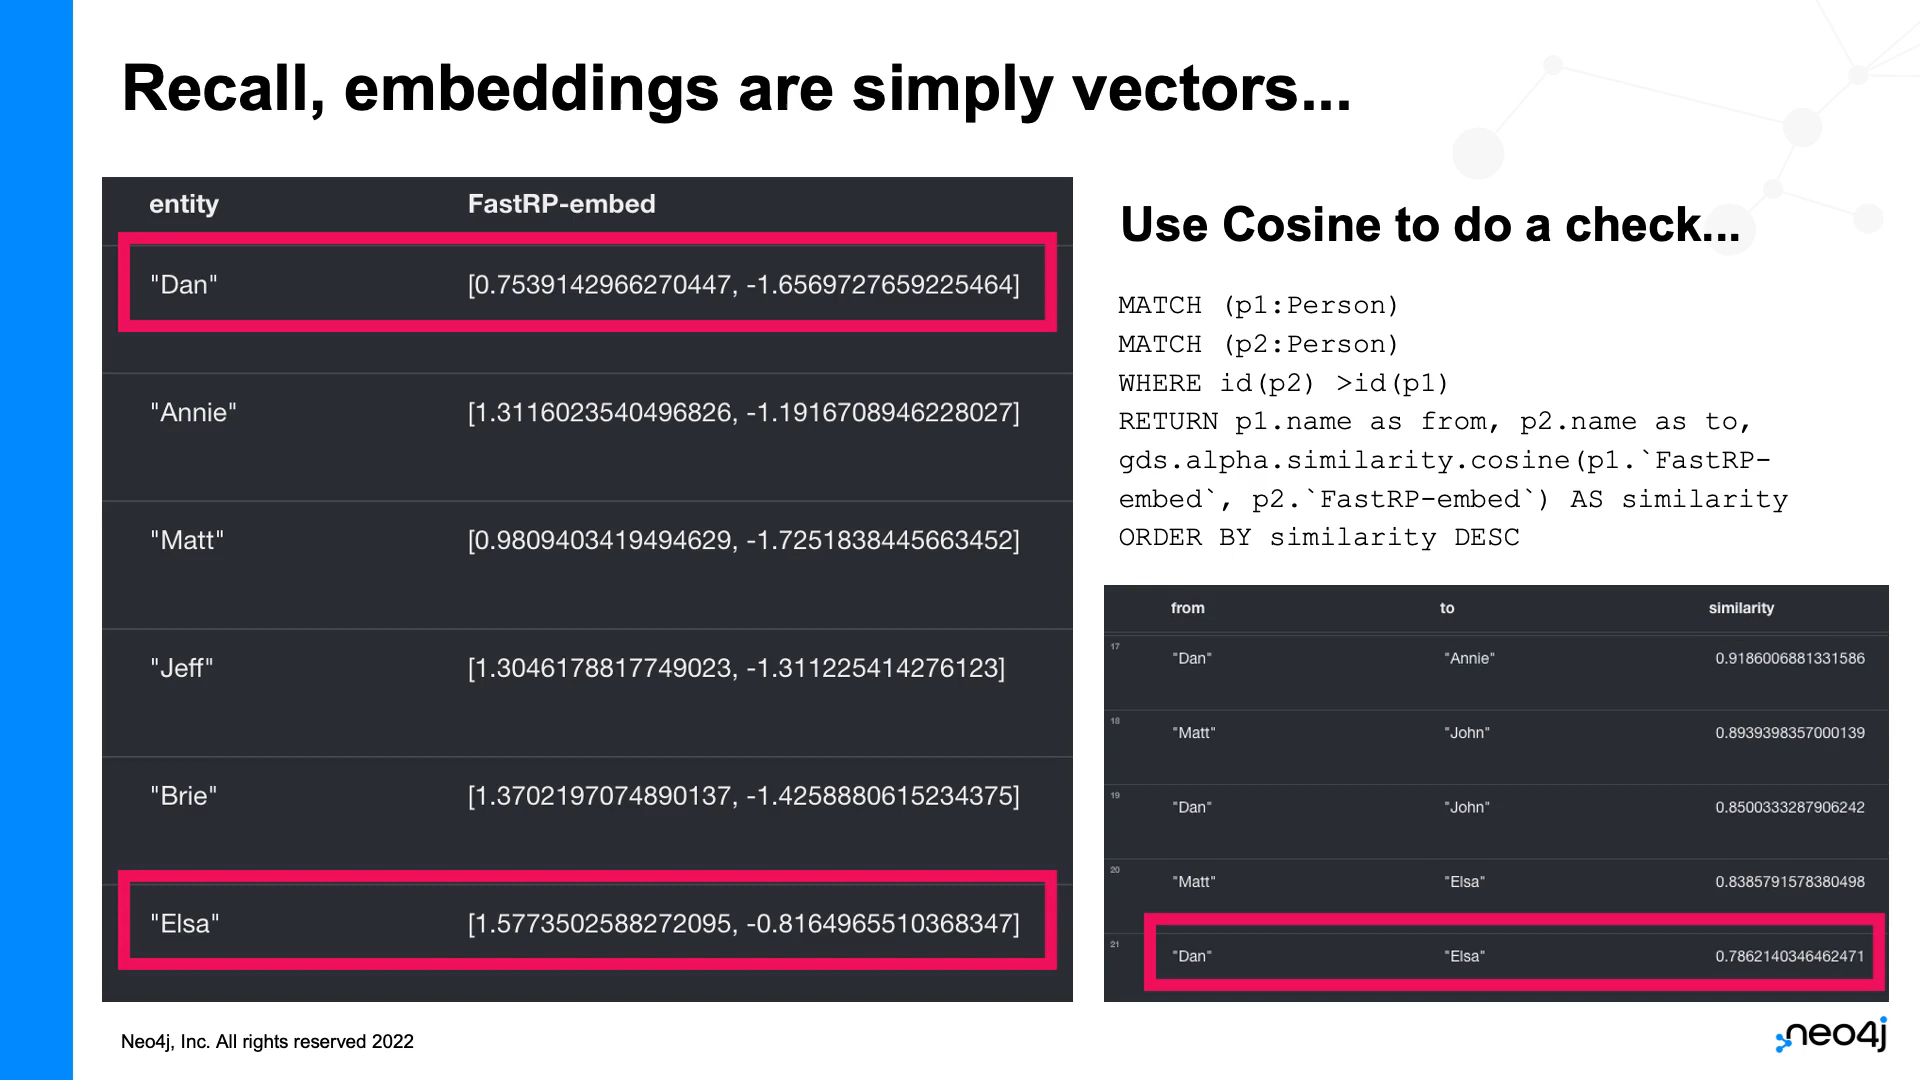 Recall, embeddings are simply vectors...
entity FastRP-embed
"Dan" [0.7539142966270447, -1.6569727659225464]
"Annie" [1.3116023540496826, -1.1916708946228027]
"Matt" [0.9809403419494629, -1.7251838445663452]
"Jeff" [1.3046178817749023, -1.311225414276123]
"Brie" [1.3702197074890137, -1.4258880615234375]
"Elsa" [1.5773502588272095, -0.8164965510368347]
Use Cosine to do a check...
MATCH (p1:Person)
MATCH (p2:Person)
WHERE id(p2) >id(p1)
RETURN p1.name as from, p2.name as to,
gds.alpha.similarity.cosine(p1.`FastRP-
embed`, p2.`FastRP-embed`) AS similarity
ORDER BY similarity DESC
from to similarity
17 "Dan" "Annie" 0.9186006881331586
18 "Matt" "John" 0.8939398357000139
19 "Dan" "John" 0.8500333287906242
20 "Matt" "Elsa" 0.8385791578380498
21 "Dan" "Elsa" 0.7862140346462471
Neo4j, Inc. All rights reserved 2022
neo4j